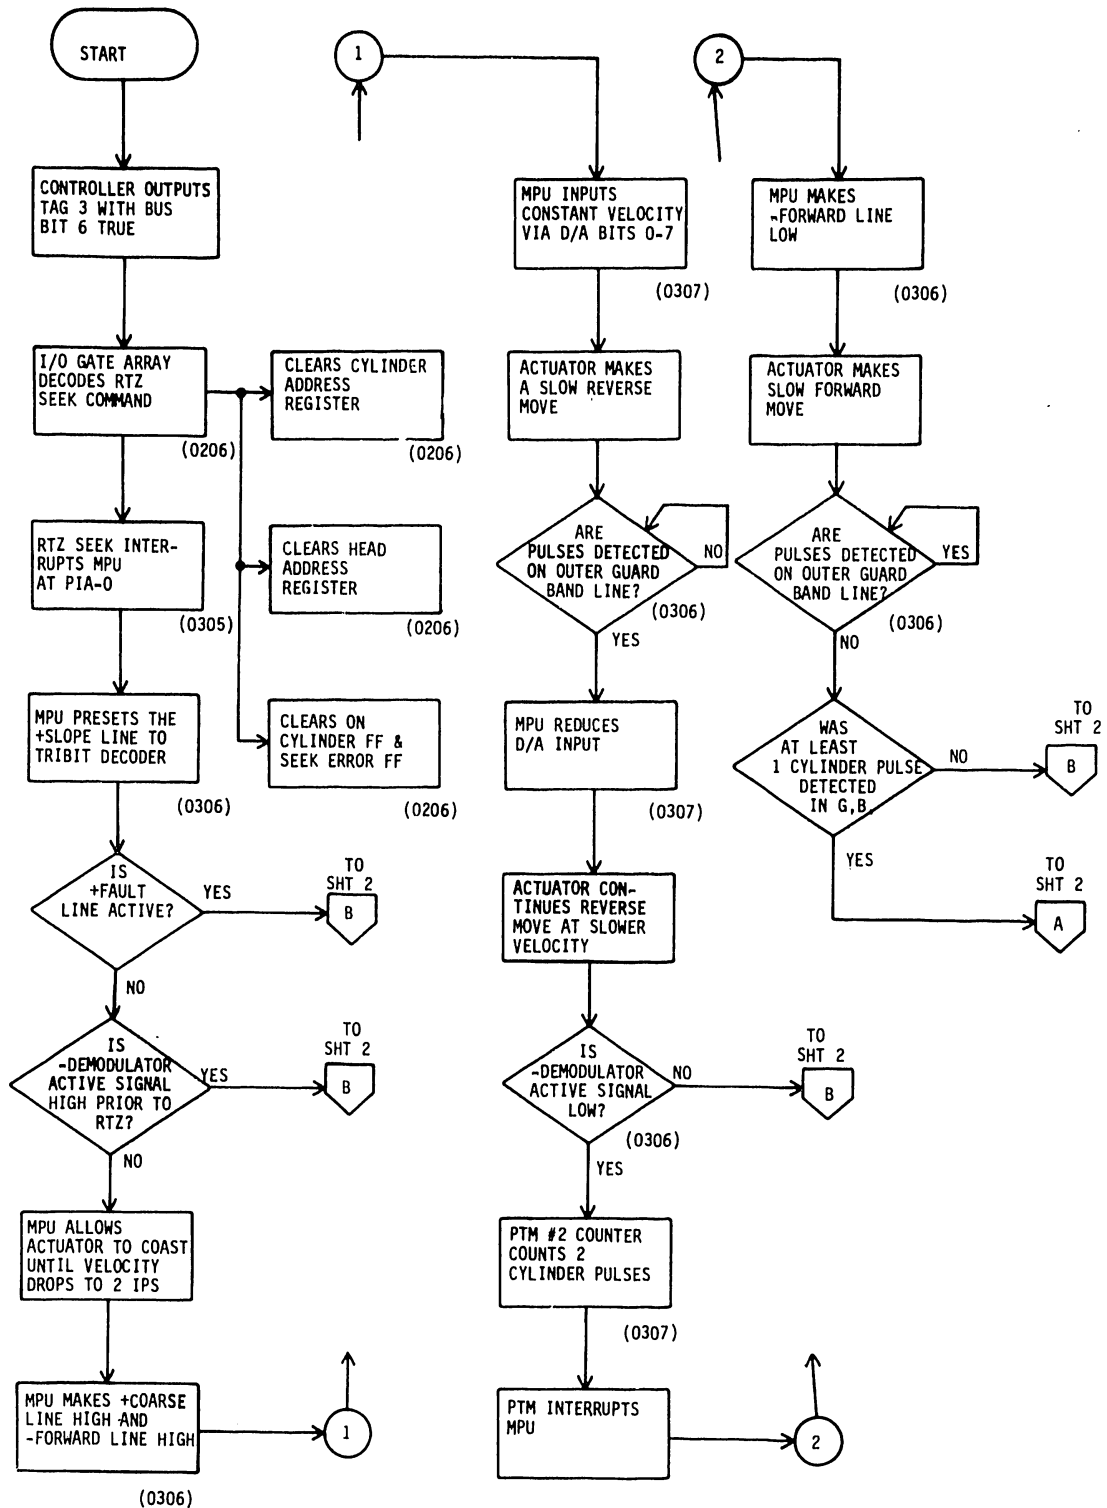 START
CONTROLLER OUTPUTS
TAG 3 WITH BUS
BIT 6 TRUE
I/O GATE ARRAY
DECODES RTZ
SEEK COMMAND
(0206)
CLEARS CYLINDER
ADDRESS
REGISTER
(0206)
RTZ SEEK INTER-
RUPTS MPU
AT PIA-0
(0305)
CLEARS HEAD
ADDRESS
REGISTER
(0206)
MPU PRESETS THE
+SLOPE LINE TO
TRIBIT DECODER
(0306)
CLEARS ON
CYLINDER FF &
SEEK ERROR FF
(0206)
IS
+FAULT
LINE ACTIVE?
YES
TO
SHT 2
B
NO
IS
-DEMODULATOR
ACTIVE SIGNAL
HIGH PRIOR TO
RTZ?
YES
TO
SHT 2
B
NO
MPU ALLOWS
ACTUATOR TO COAST
UNTIL VELOCITY
DROPS TO 2 IPS
MPU MAKES +COARSE
LINE HIGH AND
-FORWARD LINE HIGH
(0306)
1
1
MPU INPUTS
CONSTANT VELOCITY
VIA D/A BITS 0-7
(0307)
ACTUATOR MAKES
A SLOW REVERSE
MOVE
ARE
PULSES DETECTED
ON OUTER GUARD
BAND LINE?
NO
(0306)
YES
MPU REDUCES
D/A INPUT
(0307)
ACTUATOR CON-
TINUES REVERSE
MOVE AT SLOWER
VELOCITY
IS
-DEMODULATOR
ACTIVE SIGNAL
LOW?
NO
TO
SHT 2
B
(0306)
YES
PTM #2 COUNTER
COUNTS 2
CYLINDER PULSES
(0307)
PTM INTERRUPTS
MPU
2
2
MPU MAKES
-FORWARD LINE
LOW
(0306)
ACTUATOR MAKES
SLOW FORWARD
MOVE
ARE
PULSES DETECTED
ON OUTER GUARD
BAND LINE?
YES
(0306)
NO
WAS
AT LEAST
1 CYLINDER PULSE
DETECTED
IN G.B.
NO
TO
SHT 2
B
YES
TO
SHT 2
A